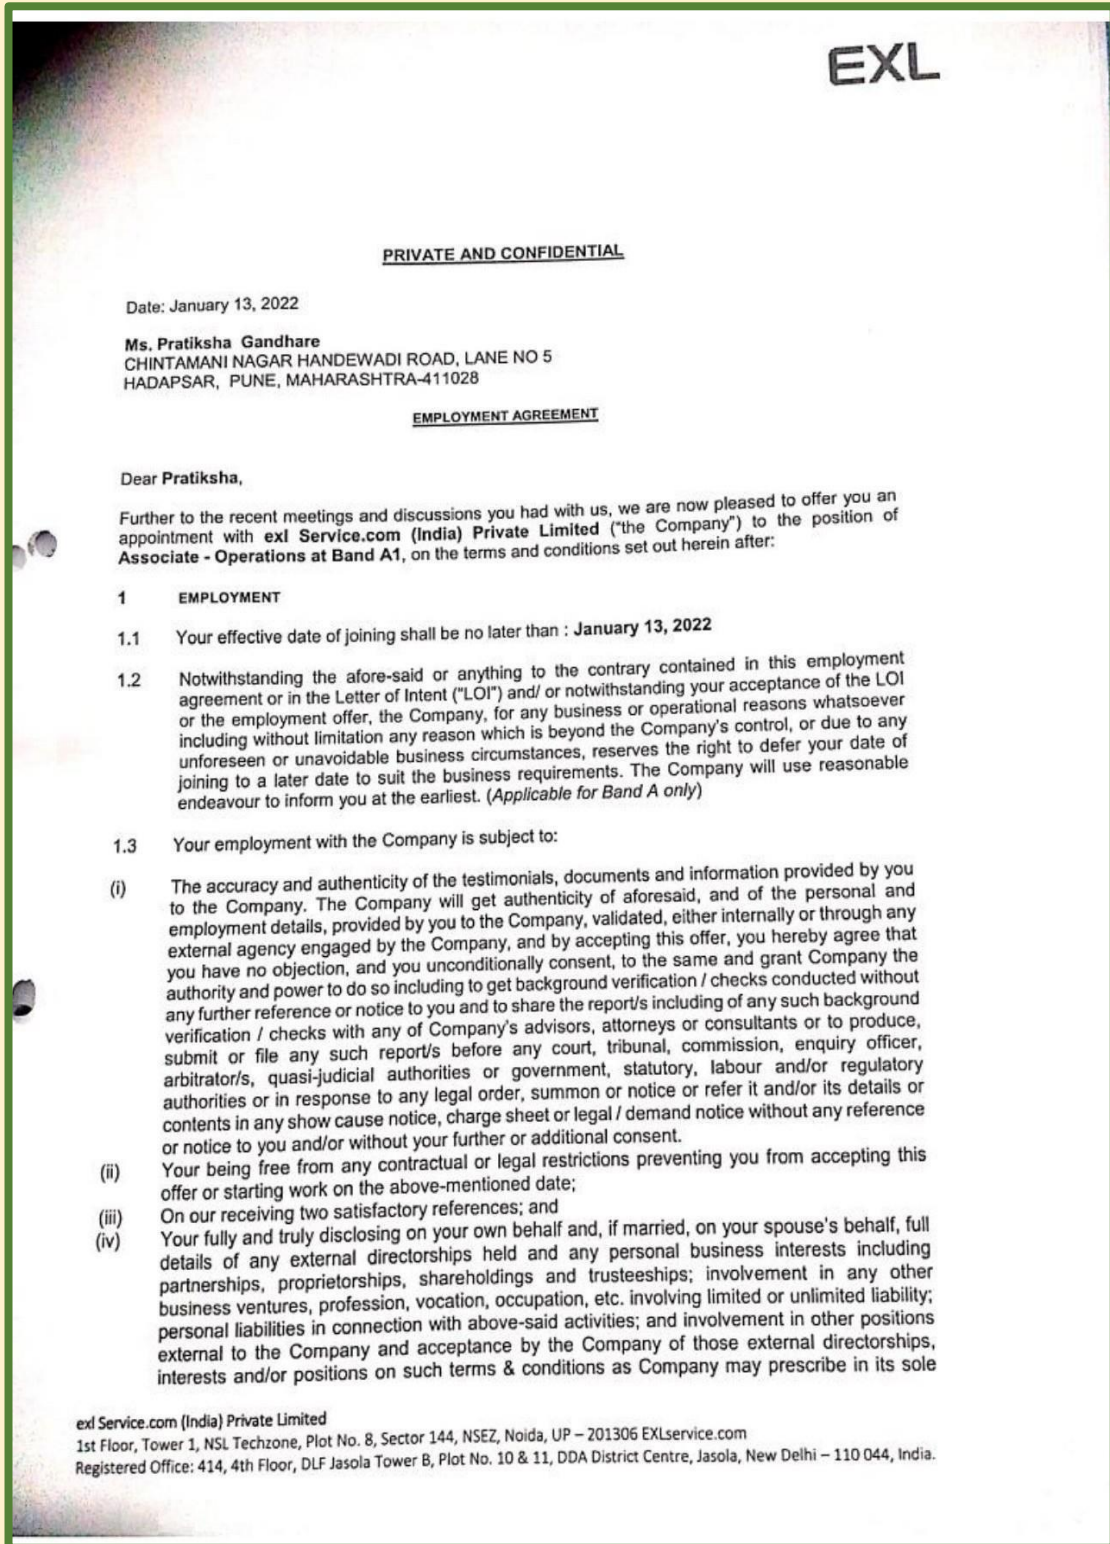 EXL
PRIVATE AND CONFIDENTIAL
Date: January 13, 2022
Ms. Pratiksha Gandhare
CHINTAMANI NAGAR HANDEWADI ROAD, LANE NO 5
HADAPSAR, PUNE, MAHARASHTRA-411028
EMPLOYMENT AGREEMENT
Dear Pratiksha,
Further to the recent meetings and discussions you had with us, we are now pleased to offer you an
appointment with exl Service.com (India) Private Limited ("the Company") to the position of
Associate - Operations at Band A1, on the terms and conditions set out herein after:
1 EMPLOYMENT
1.1 Your effective date of joining shall be no later than : January 13, 2022
1.2 Notwithstanding the afore-said or anything to the contrary contained in this employment
agreement or in the Letter of Intent ("LOI") and/ or notwithstanding your acceptance of the LOI
or the employment offer, the Company, for any business or operational reasons whatsoever
including without limitation any reason which is beyond the Company's control, or due to any
unforeseen or unavoidable business circumstances, reserves the right to defer your date of
joining to a later date to suit the business requirements. The Company will use reasonable
endeavour to inform you at the earliest. (Applicable for Band A only)
1.3 Your employment with the Company is subject to:
(i) The accuracy and authenticity of the testimonials, documents and information provided by you
to the Company. The Company will get authenticity of aforesaid, and of the personal and
employment details, provided by you to the Company, validated, either internally or through any
external agency engaged by the Company, and by accepting this offer, you hereby agree that
you have no objection, and you unconditionally consent, to the same and grant Company the
authority and power to do so including to get background verification / checks conducted without
any further reference or notice to you and to share the report/s including of any such background
verification / checks with any of Company's advisors, attorneys or consultants or to produce,
submit or file any such report/s before any court, tribunal, commission, enquiry officer,
arbitrator/s, quasi-judicial authorities or government, statutory, labour and/or regulatory
authorities or in response to any legal order, summon or notice or refer it and/or its details or
contents in any show cause notice, charge sheet or legal / demand notice without any reference
or notice to you and/or without your further or additional consent.
(ii) Your being free from any contractual or legal restrictions preventing you from accepting this
offer or starting work on the above-mentioned date;
(iii) On our receiving two satisfactory references; and
(iv) Your fully and truly disclosing on your own behalf and, if married, on your spouse's behalf, full
details of any external directorships held and any personal business interests including
partnerships, proprietorships, shareholdings and trusteeships; involvement in any other
business ventures, profession, vocation, occupation, etc. involving limited or unlimited liability;
personal liabilities in connection with above-said activities; and involvement in other positions
external to the Company and acceptance by the Company of those external directorships,
interests and/or positions on such terms & conditions as Company may prescribe in its sole
exl Service.com (India) Private Limited
1st Floor, Tower 1, NSL Techzone, Plot No. 8, Sector 144, NSEZ, Noida, UP – 201306 EXLservice.com
Registered Office: 414, 4th Floor, DLF Jasola Tower B, Plot No. 10 & 11, DDA District Centre, Jasola, New Delhi – 110 044, India.